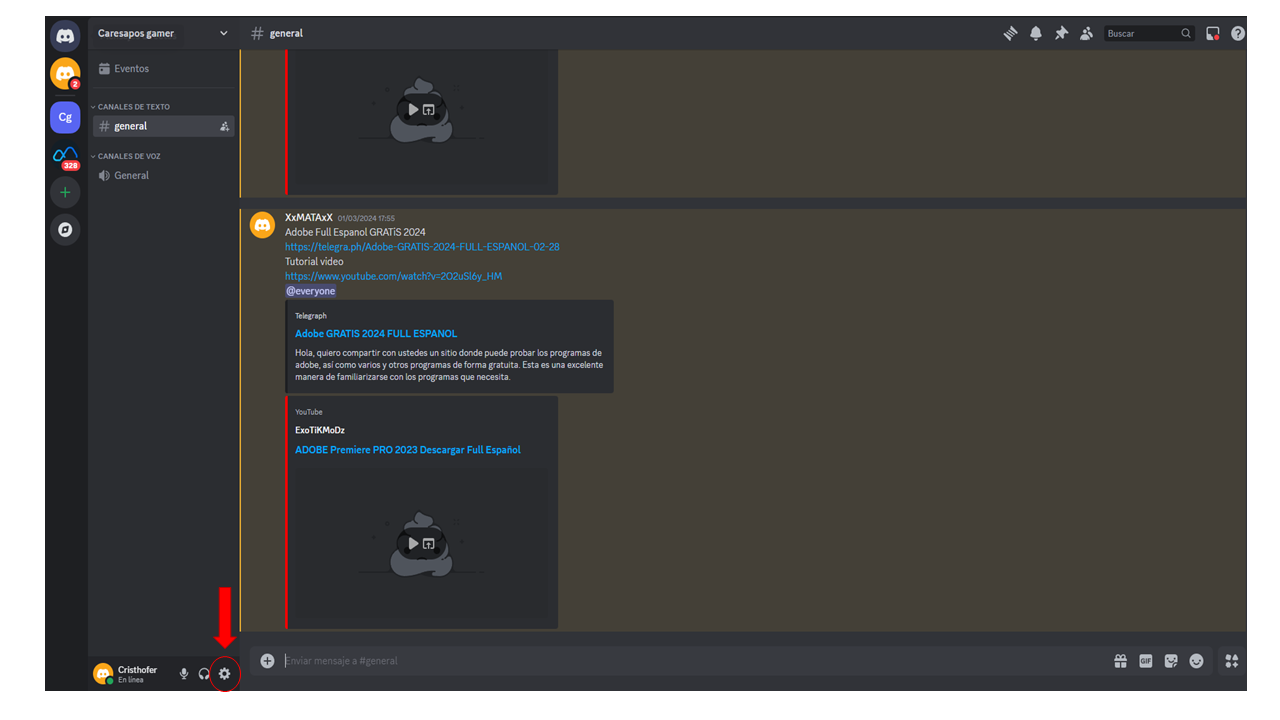 Caresapos gamer
general
Buscar
2
Eventos
Cg
CANALES DE TEXTO
general
328
CANALES DE VOZ
General
XxMATAxX 01/03/2024 17:55
Adobe Full Espanol GRATiS 2024
https://telegra.ph/Adobe-GRATIS-2024-FULL-ESPANOL-02-28
Tutorial video
https://www.youtube.com/watch?v=2O2uSl6y_HM
@everyone
Telegraph
Adobe GRATIS 2024 FULL ESPANOL
Hola, quiero compartir con ustedes un sitio donde puede probar los programas de
adobe, así como varios y otros programas de forma gratuita. Esta es una excelente
manera de familiarizarse con los programas que necesita.
YouTube
ExoTiKMoDz
ADOBE Premiere PRO 2023 Descargar Full Español
Cristhofer
En línea
Enviar mensaje a #general
GIF